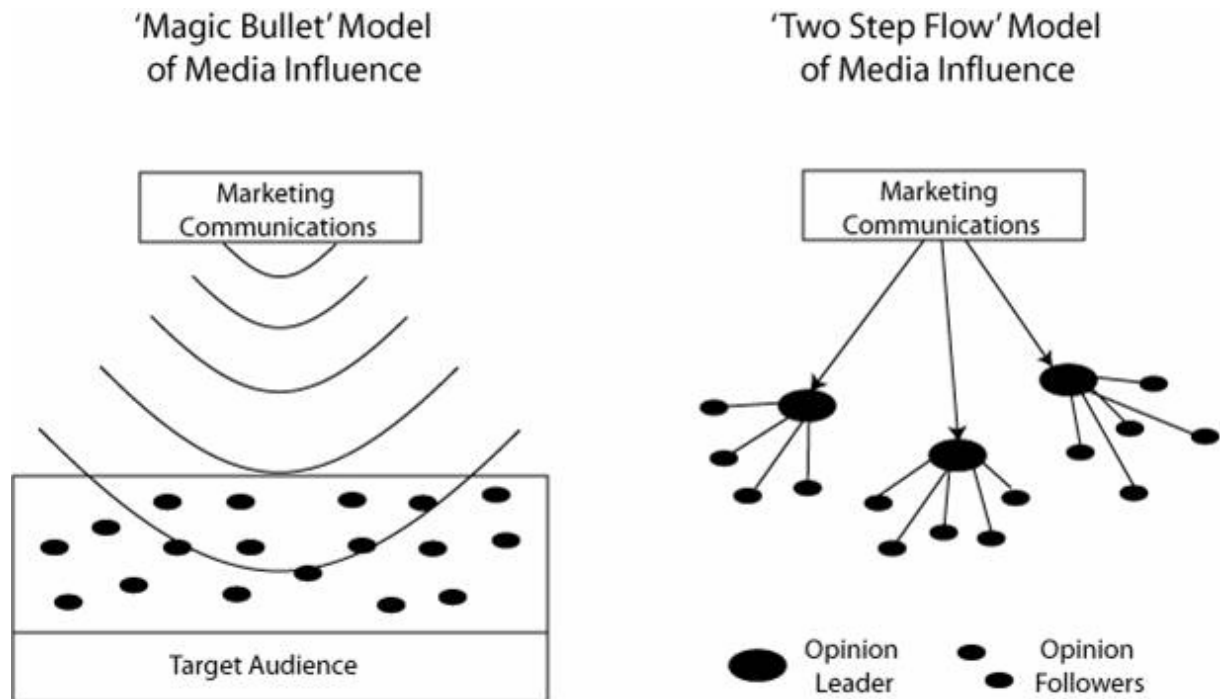 ‘Magic Bullet’ Model
of Media Influence
Marketing
Communications
Target Audience
‘Two Step Flow’ Model
of Media Influence
Marketing
Communications
Opinion
Leader
Opinion
Followers